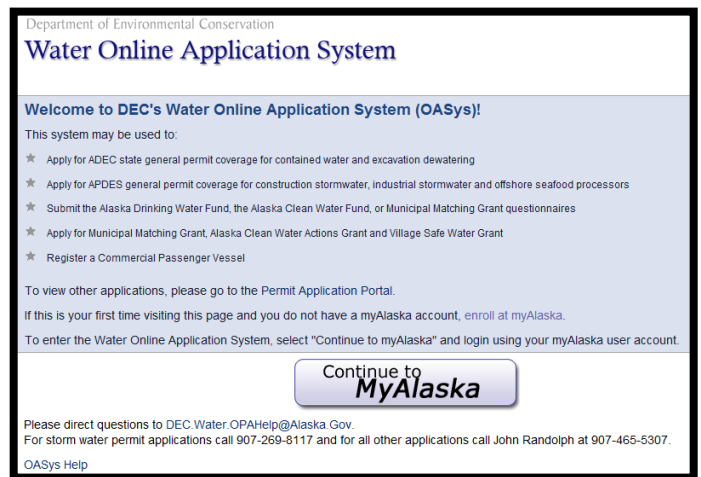 Department of Environmental Conservation
Water Online Application System
Welcome to DEC's Water Online Application System (OASys)!
This system may be used to:
Apply for ADEC state general permit coverage for contained water and excavation dewatering
Apply for APDES general permit coverage for construction stormwater, industrial stormwater and offshore seafood processors
Submit the Alaska Drinking Water Fund, the Alaska Clean Water Fund, or Municipal Matching Grant questionnaires
Apply for Municipal Matching Grant, Alaska Clean Water Actions Grant and Village Safe Water Grant
Register a Commercial Passenger Vessel
To view other applications, please go to the Permit Application Portal.
If this is your first time visiting this page and you do not have a myAlaska account, enroll at myAlaska.
To enter the Water Online Application System, select "Continue to myAlaska" and login using your myAlaska user account.
Continue to
MyAlaska
Please direct questions to DEC.Water.OPAHelp@Alaska.Gov.
For storm water permit applications call 907-269-8117 and for all other applications call John Randolph at 907-465-5307.
OASys Help